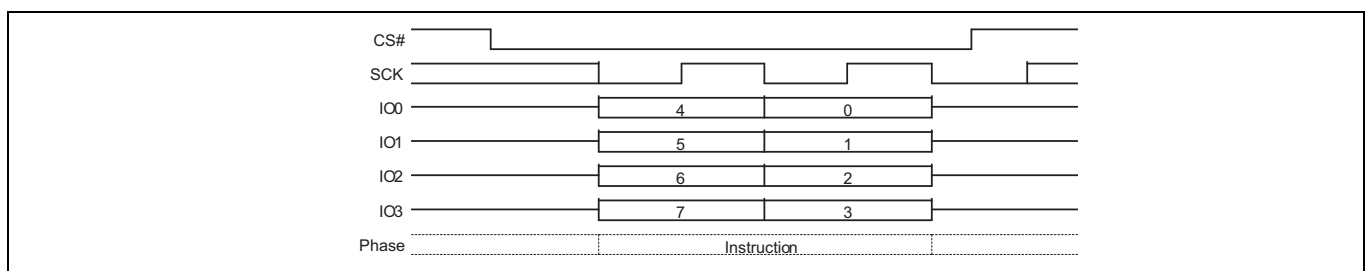 CS#
SCK
IO0 4 0
IO1 5 1
IO2 6 2
IO3 7 3
Phase Instruction